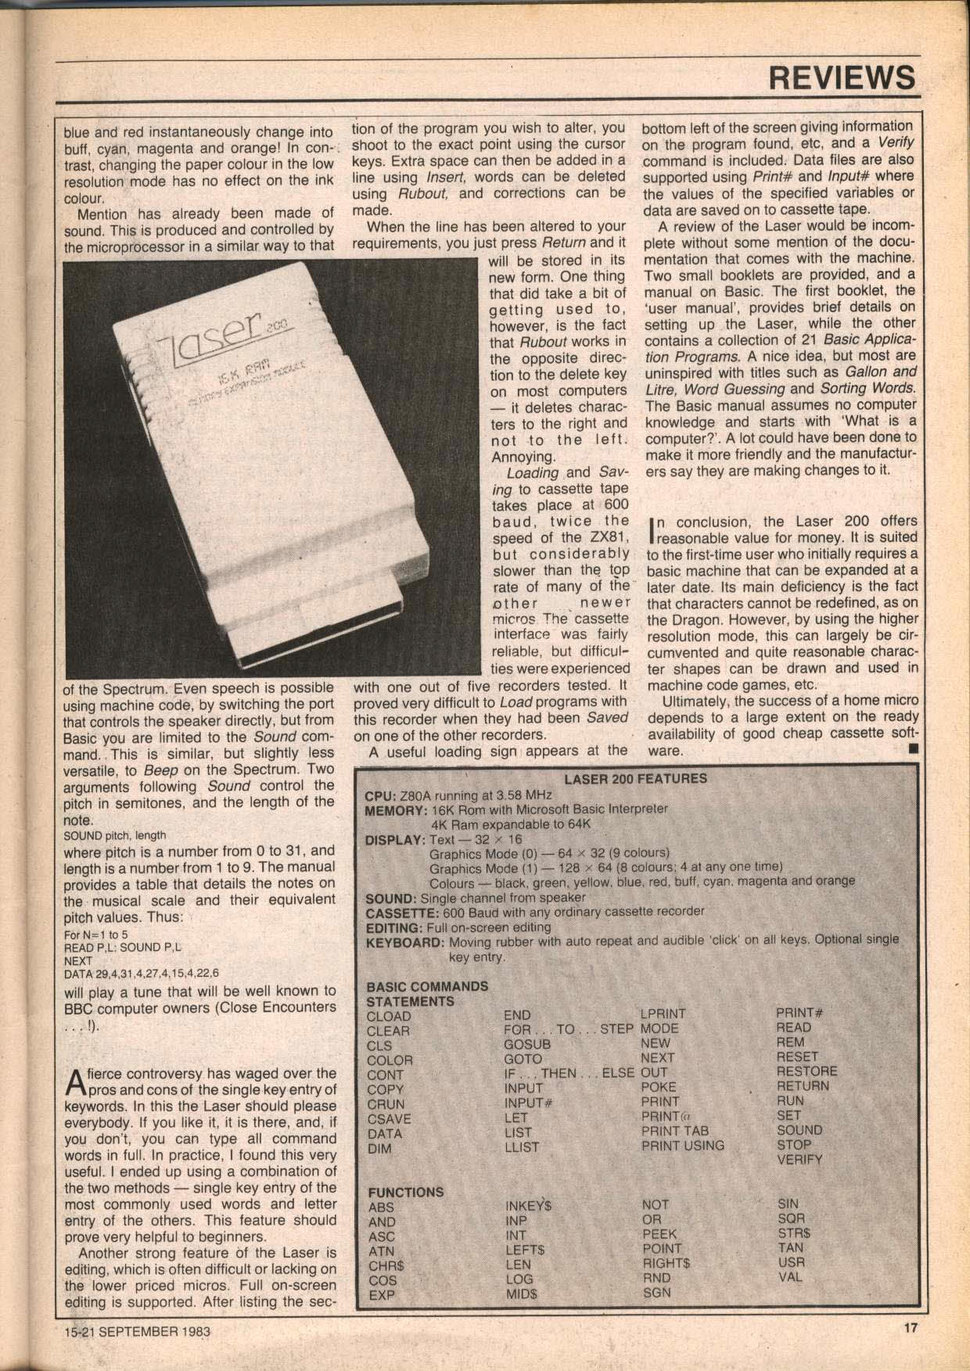 REVIEWS
blue and red instantaneously change into
buff, cyan, magenta and orange! In con-
trast, changing the paper colour in the low
resolution mode has no effect on the ink
colour.
Mention has already been made of
sound. This is produced and controlled by
the microprocessor in a similar way to that
Laser 200
16K RAM
MEMORY EXPANSION MODULE
of the Spectrum. Even speech is possible
using machine code, by switching the port
that controls the speaker directly, but from
Basic you are limited to the Sound com-
mand. This is similar, but slightly less
versatile, to Beep on the Spectrum. Two
arguments following Sound control the
pitch in semitones, and the length of the
note.
SOUND pitch, length
where pitch is a number from 0 to 31, and
length is a number from 1 to 9. The manual
provides a table that details the notes on
the musical scale and their equivalent
pitch values. Thus:
For N=1 to 5
READ P,L: SOUND P,L
NEXT
DATA 29,4,31,4,27,4,15,4,22,6
will play a tune that will be well known to
BBC computer owners (Close Encounters
. . . !).
A fierce controversy has waged over the
pros and cons of the single key entry of
keywords. In this the Laser should please
everybody. If you like it, it is there, and, if
you don't, you can type all command
words in full. In practice, I found this very
useful. I ended up using a combination of
the two methods — single key entry of the
most commonly used words and letter
entry of the others. This feature should
prove very helpful to beginners.
Another strong feature of the Laser is
editing, which is often difficult or lacking on
the lower priced micros. Full on-screen
editing is supported. After listing the sec-
tion of the program you wish to alter, you
shoot to the exact point using the cursor
keys. Extra space can then be added in a
line using Insert, words can be deleted
using Rubout, and corrections can be
made.
When the line has been altered to your
requirements, you just press Return and it
will be stored in its
new form. One thing
that did take a bit of
getting used to,
however, is the fact
that Rubout works in
the opposite direc-
tion to the delete key
on most computers
— it deletes charac-
ters to the right and
not to the left.
Annoying.
Loading and Sav-
ing to cassette tape
takes place at 600
baud, twice the
speed of the ZX81,
but considerably
slower than the top
rate of many of the
other newer
micros. The cassette
interface was fairly
reliable, but difficul-
ties were experienced
with one out of five recorders tested. It
proved very difficult to Load programs with
this recorder when they had been Saved
on one of the other recorders.
A useful loading sign appears at the
bottom left of the screen giving information
on the program found, etc, and a Verify
command is included. Data files are also
supported using Print# and Input# where
the values of the specified variables or
data are saved on to cassette tape.
A review of the Laser would be incom-
plete without some mention of the docu-
mentation that comes with the machine.
Two small booklets are provided, and a
manual on Basic. The first booklet, the
'user manual', provides brief details on
setting up the Laser, while the other
contains a collection of 21 Basic Applica-
tion Programs. A nice idea, but most are
uninspired with titles such as Gallon and
Litre, Word Guessing and Sorting Words.
The Basic manual assumes no computer
knowledge and starts with 'What is a
computer?'. A lot could have been done to
make it more friendly and the manufactur-
ers say they are making changes to it.
In conclusion, the Laser 200 offers
reasonable value for money. It is suited
to the first-time user who initially requires a
basic machine that can be expanded at a
later date. Its main deficiency is the fact
that characters cannot be redefined, as on
the Dragon. However, by using the higher
resolution mode, this can largely be cir-
cumvented and quite reasonable charac-
ter shapes can be drawn and used in
machine code games, etc.
Ultimately, the success of a home micro
depends to a large extent on the ready
availability of good cheap cassette soft-
ware. ■
LASER 200 FEATURES
CPU: Z80A running at 3.58 MHz
MEMORY: 16K Rom with Microsoft Basic Interpreter
4K Ram expandable to 64K
DISPLAY: Text — 32 × 16
Graphics Mode (0) — 64 × 32 (9 colours)
Graphics Mode (1) — 128 × 64 (8 colours; 4 at any one time)
Colours — black, green, yellow, blue, red, buff, cyan, magenta and orange
SOUND: Single channel from speaker
CASSETTE: 600 Baud with any ordinary cassette recorder
EDITING: Full on-screen editing
KEYBOARD: Moving rubber with auto repeat and audible 'click' on all keys. Optional single
key entry.
BASIC COMMANDS
STATEMENTS
CLOAD END LPRINT PRINT#
CLEAR FOR . . . TO . . . STEP MODE READ
CLS GOSUB NEW REM
COLOR GOTO NEXT RESET
CONT IF . . . THEN . . . ELSE OUT RESTORE
COPY INPUT POKE RETURN
CRUN INPUT# PRINT RUN
CSAVE LET PRINT@ SET
DATA LIST PRINT TAB SOUND
DIM LLIST PRINT USING STOP
VERIFY
FUNCTIONS
ABS INKEY$ NOT SIN
AND INP OR SQR
ASC INT PEEK STR$
ATN LEFT$ POINT TAN
CHR$ LEN RIGHT$ USR
COS LOG RND VAL
EXP MID$ SGN
15-21 SEPTEMBER 1983
17